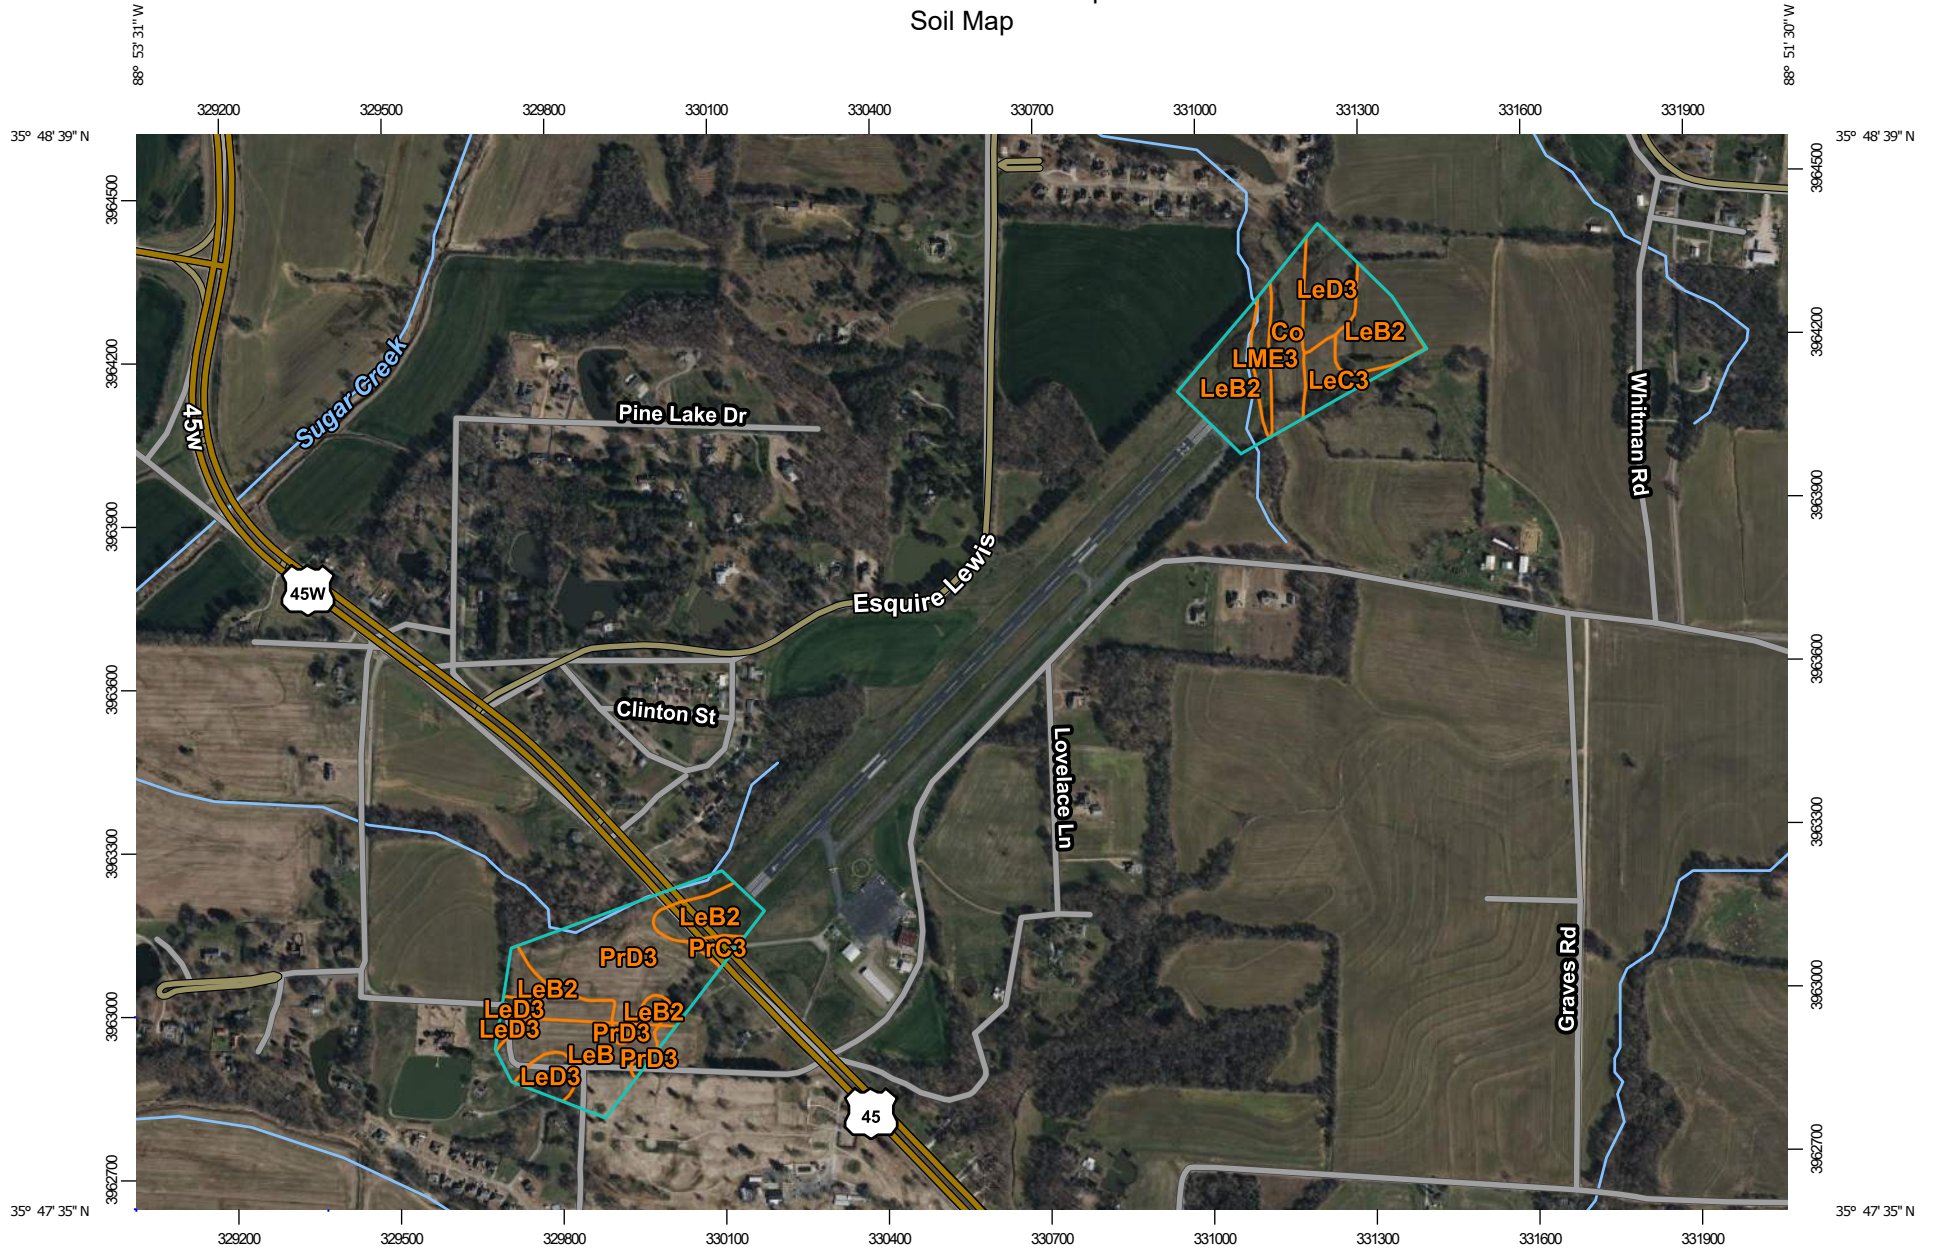 Soil Map
88° 53' 31" W
88° 51' 30" W
329200 329500 329800 330100 330400 330700 331000 331300 331600 331900
35° 48' 39" N
35° 48' 39" N
3964500
3964200
3963900
3963600
3963300
3963000
3962700
3964500
3964200
3963900
3963600
3963300
3963000
3962700
Sugar Creek
45W
45W
Pine Lake Dr
Esquire Lewis
Clinton St
Lovelace Ln
Whitman Rd
Graves Rd
45
LeD3
Co
LeB2
LME3
LeC3
LeB2
LeB2
PrC3
PrD3
LeB2
LeD3
LeB2
LeD3
PrD3
LeB
PrD3
LeD3
35° 47' 35" N
35° 47' 35" N
329200 329500 329800 330100 330400 330700 331000 331300 331600 331900